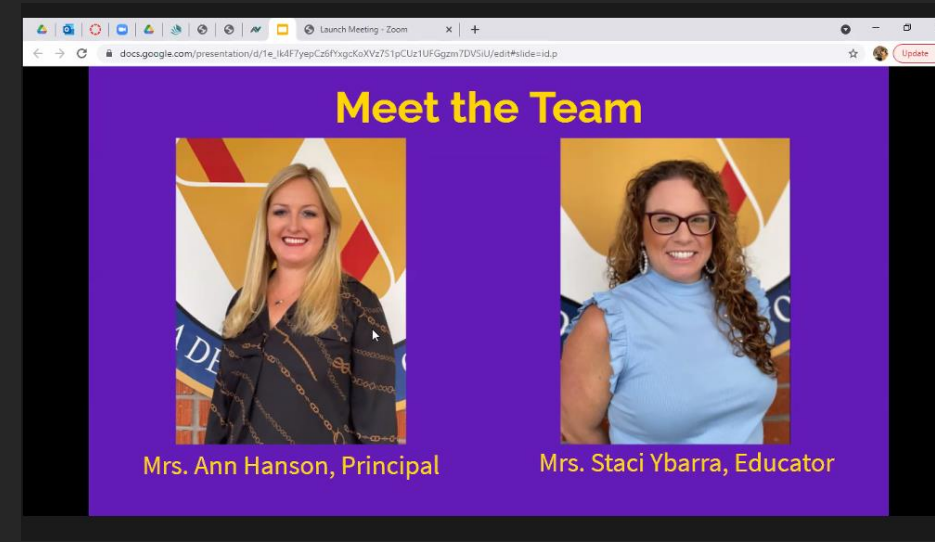 Launch Meeting - Zoom
docs.google.com/presentation/d/1e_lk4F7yepCz6fYxgcKoXVz7S1pCUz1UFGgzm7DVSiU/edit#slide=id.p
Update
Meet the Team
Mrs. Ann Hanson, Principal
Mrs. Staci Ybarra, Educator